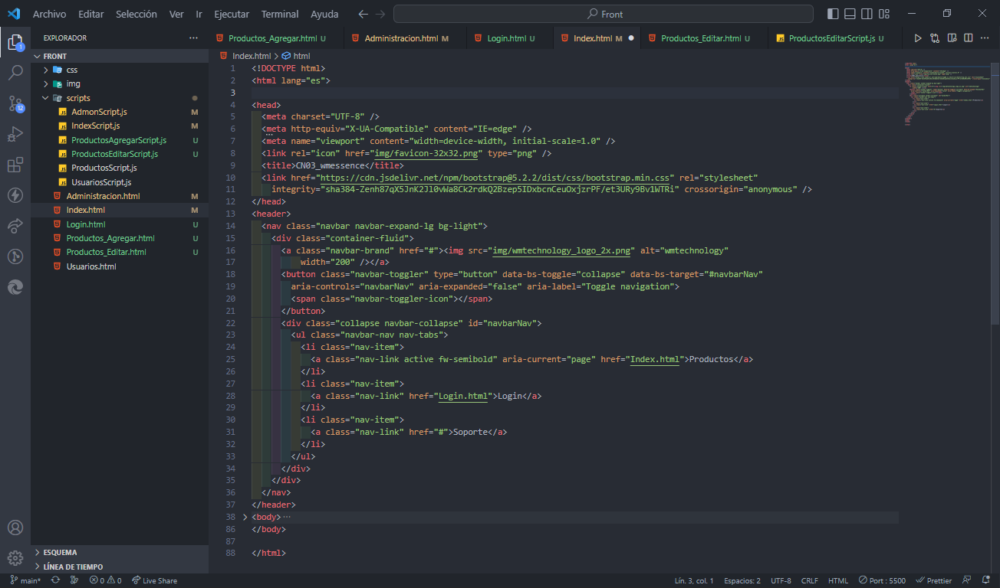 Archivo Editar Selección Ver Ir Ejecutar Terminal Ayuda Front
EXPLORADOR
FRONT
css
img
scripts
AdmonScript.js M
IndexScript.js M
ProductosAgregarScript.js U
ProductosEditarScript.js U
ProductosScript.js
UsuariosScript.js
Administracion.html M
Index.html M
Login.html U
Productos_Agregar.html U
Productos_Editar.html U
Usuarios.html
ESQUEMA
LÍNEA DE TIEMPO
1
12
Productos_Agregar.html U Administracion.html M Login.html U Index.html M Productos_Editar.html U ProductosEditarScript.js U
Index.html > html
1 <!DOCTYPE html>
2 <html lang="es">
3
4 <head>
5 <meta charset="UTF-8" />
6 <meta http-equiv="X-UA-Compatible" content="IE=edge" />
7 <meta name="viewport" content="width=device-width, initial-scale=1.0" />
8 <link rel="icon" href="img/favicon-32x32.png" type="png" />
9 <title>CN03_wmessence</title>
10 <link href="https://cdn.jsdelivr.net/npm/bootstrap@5.2.2/dist/css/bootstrap.min.css" rel="stylesheet"
11 integrity="sha384-Zenh87qX5JnK2Jl0vWa8Ck2rdkQ2Bzep5IDxbcnCeuOxjzrPF/et3URy9Bv1WTRi" crossorigin="anonymous" />
12 </head>
13 <header>
14 <nav class="navbar navbar-expand-lg bg-light">
15 <div class="container-fluid">
16 <a class="navbar-brand" href="#"><img src="img/wmtechnology_logo_2x.png" alt="wmtechnology"
17 width="200" /></a>
18 <button class="navbar-toggler" type="button" data-bs-toggle="collapse" data-bs-target="#navbarNav"
19 aria-controls="navbarNav" aria-expanded="false" aria-label="Toggle navigation">
20 <span class="navbar-toggler-icon"></span>
21 </button>
22 <div class="collapse navbar-collapse" id="navbarNav">
23 <ul class="navbar-nav nav-tabs">
24 <li class="nav-item">
25 <a class="nav-link active fw-semibold" aria-current="page" href="Index.html">Productos</a>
26 </li>
27 <li class="nav-item">
28 <a class="nav-link" href="Login.html">Login</a>
29 </li>
30 <li class="nav-item">
31 <a class="nav-link" href="#">Soporte</a>
32 </li>
33 </ul>
34 </div>
35 </div>
36 </nav>
37 </header>
38 <body>…
86 </body>
87
88 </html>
main* 0 0 Live Share Lín. 3, col. 1 Espacios: 2 UTF-8 CRLF HTML Port : 5500 Prettier